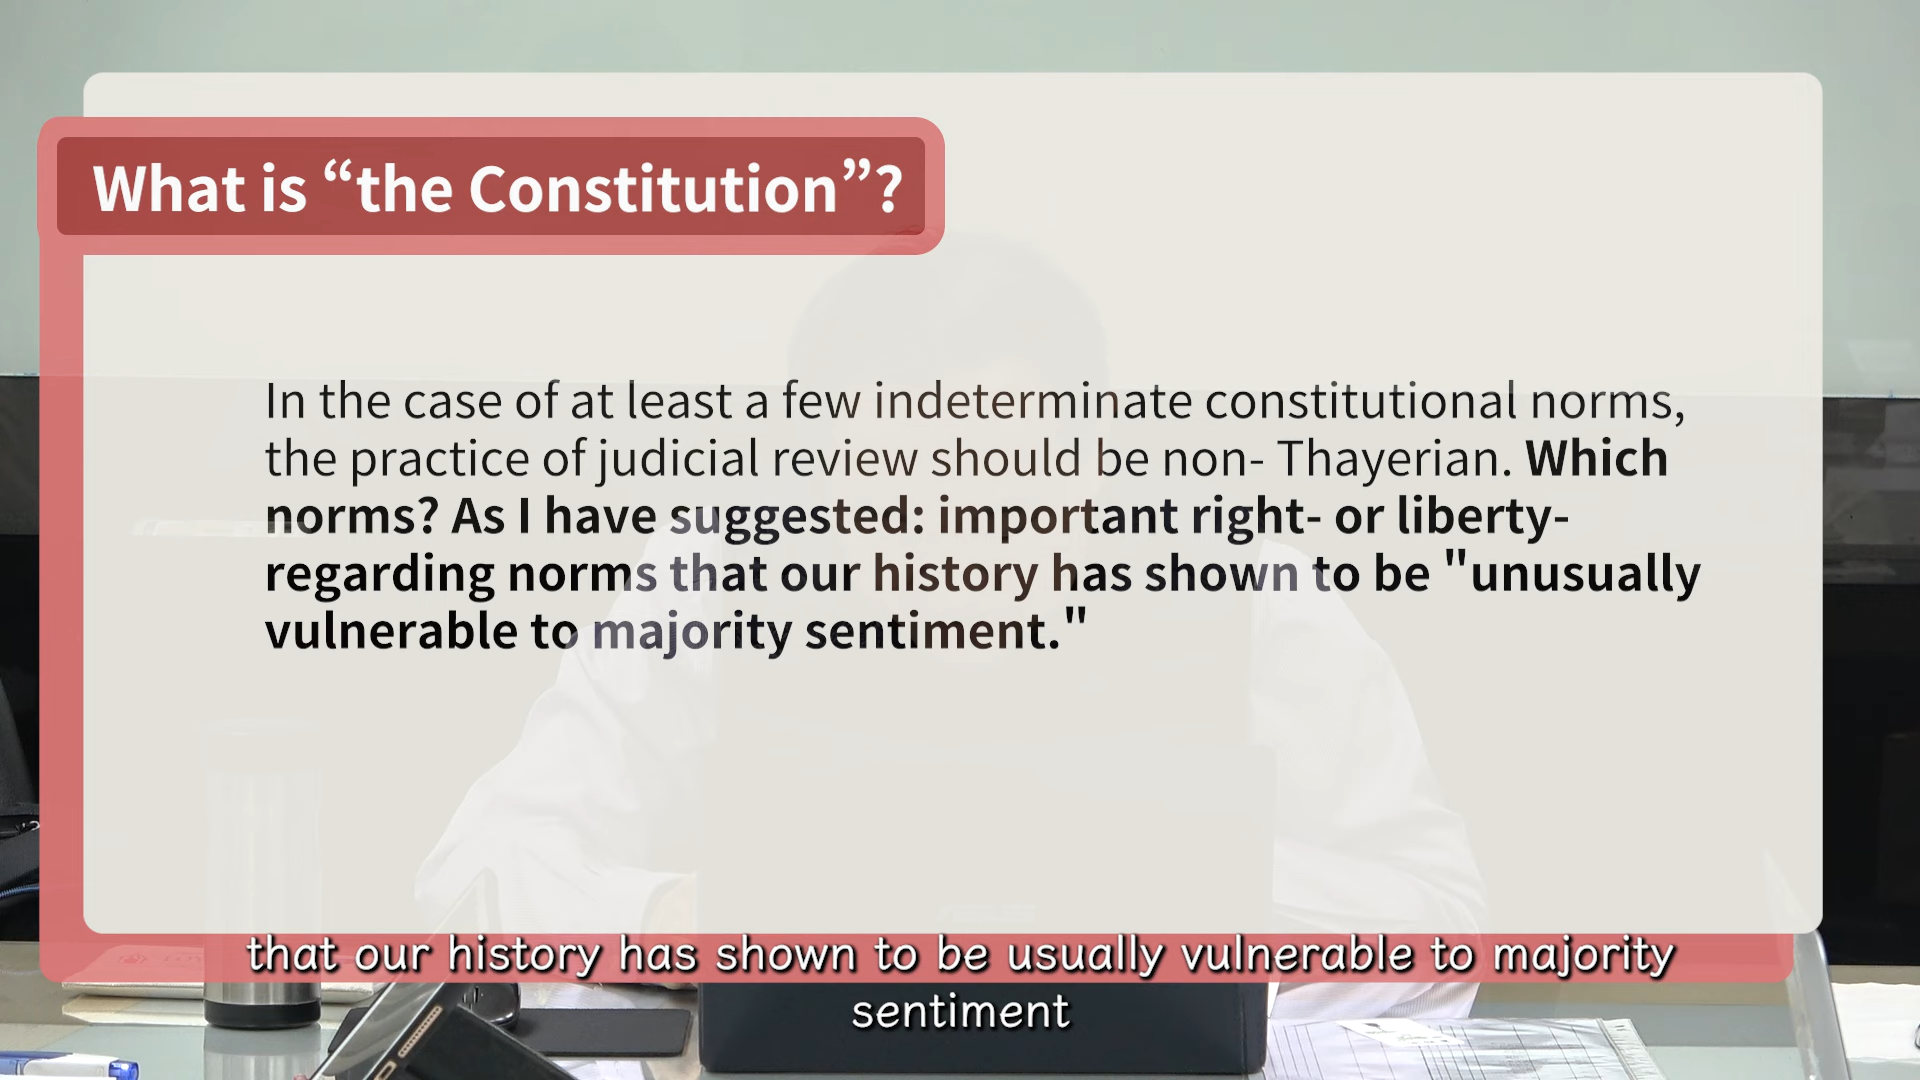 What is “the Constitution”?
In the case of at least a few indeterminate constitutional norms,
the practice of judicial review should be non- Thayerian. Which
norms? As I have suggested: important right- or liberty-
regarding norms that our history has shown to be "unusually
vulnerable to majority sentiment."
that our history has shown to be usually vulnerable to majority
sentiment